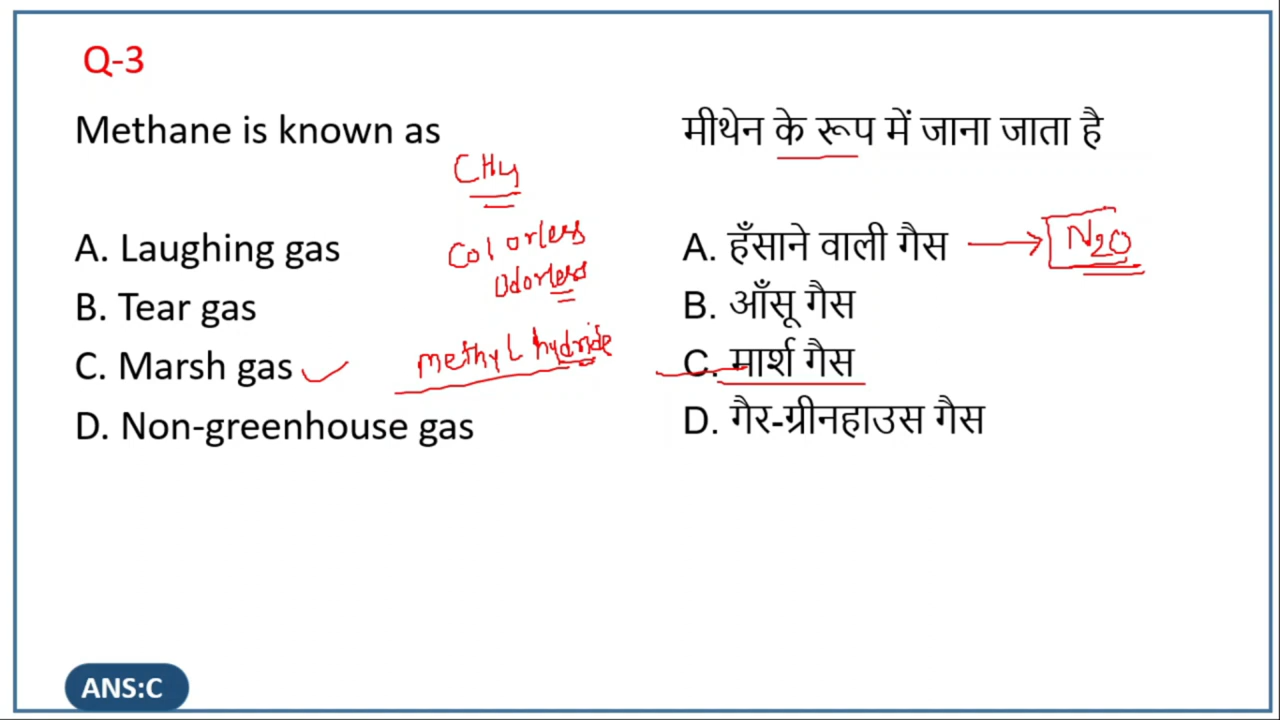 Q-3
Methane is known as
CH4
A. Laughing gas
Colorless
Odorless
B. Tear gas
C. Marsh gas
methyl hydride
D. Non-greenhouse gas
मीथेन के रूप में जाना जाता है
A. हँसाने वाली गैस → N2O
B. आँसू गैस
C. मार्श गैस
D. गैर-ग्रीनहाउस गैस
ANS:C